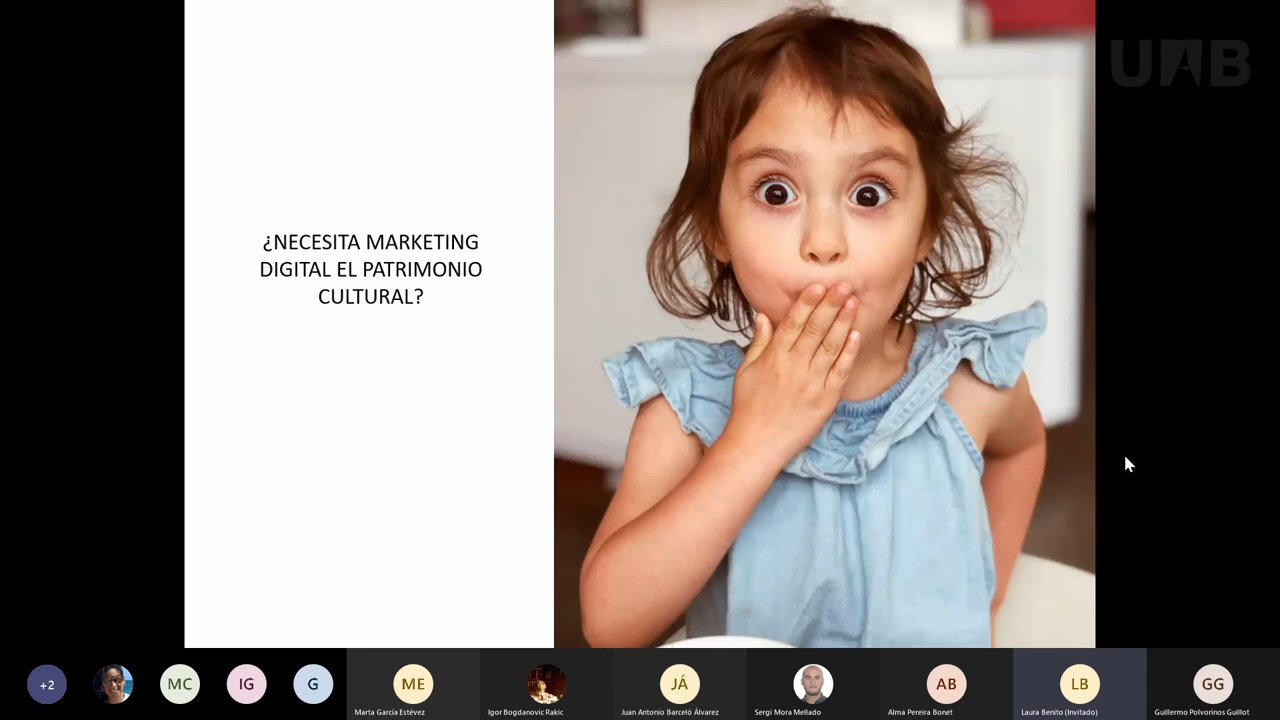 UAB
¿NECESITA MARKETING
DIGITAL EL PATRIMONIO
CULTURAL?
+2
MC
IG
G
ME
JÁ
AB
LB
GG
Marta García Estévez
Igor Bogdanovic Rakic
Juan Antonio Barceló Álvarez
Sergi Mora Mellado
Alma Pereira Bonet
Laura Benito (Invitado)
Guillermo Polvorinos Guillot